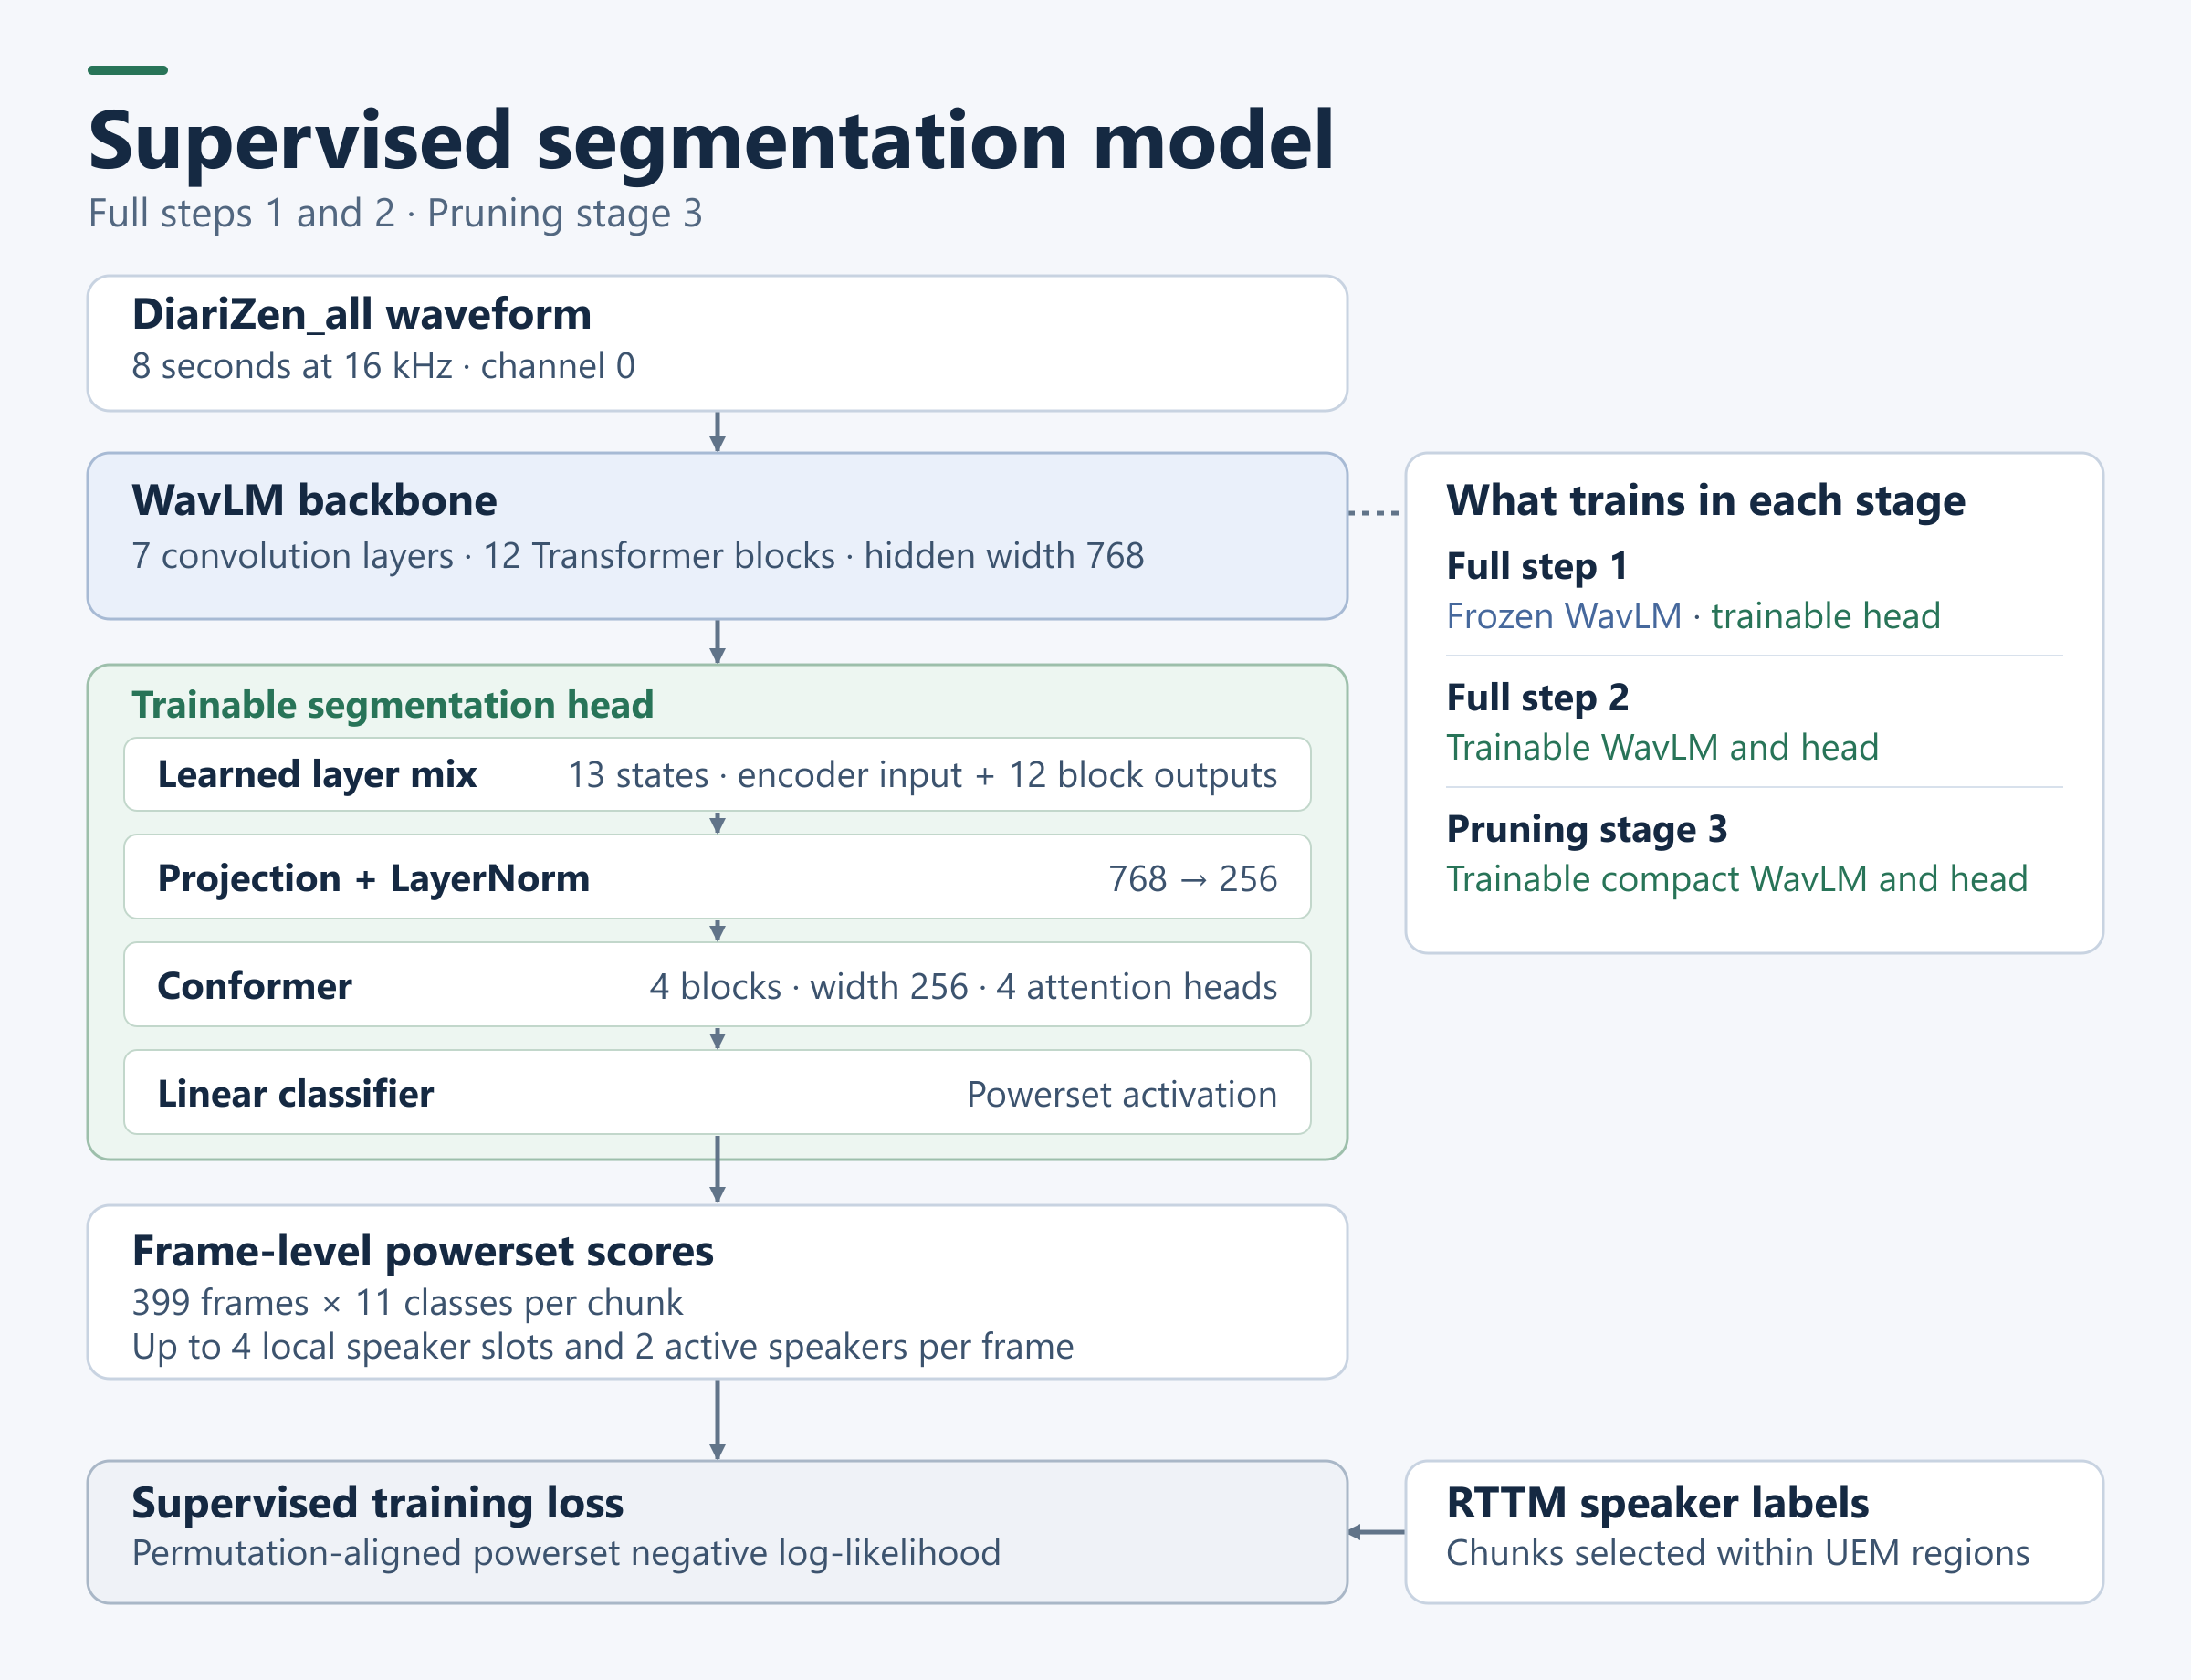 Supervised segmentation model
Full steps 1 and 2 · Pruning stage 3
DiariZen_all waveform
8 seconds at 16 kHz · channel 0
WavLM backbone
7 convolution layers · 12 Transformer blocks · hidden width 768
What trains in each stage
Full step 1
Frozen WavLM · trainable head
Full step 2
Trainable WavLM and head
Pruning stage 3
Trainable compact WavLM and head
Trainable segmentation head
Learned layer mix 13 states · encoder input + 12 block outputs
Projection + LayerNorm 768 → 256
Conformer 4 blocks · width 256 · 4 attention heads
Linear classifier Powerset activation
Frame-level powerset scores
399 frames × 11 classes per chunk
Up to 4 local speaker slots and 2 active speakers per frame
Supervised training loss
Permutation-aligned powerset negative log-likelihood
RTTM speaker labels
Chunks selected within UEM regions